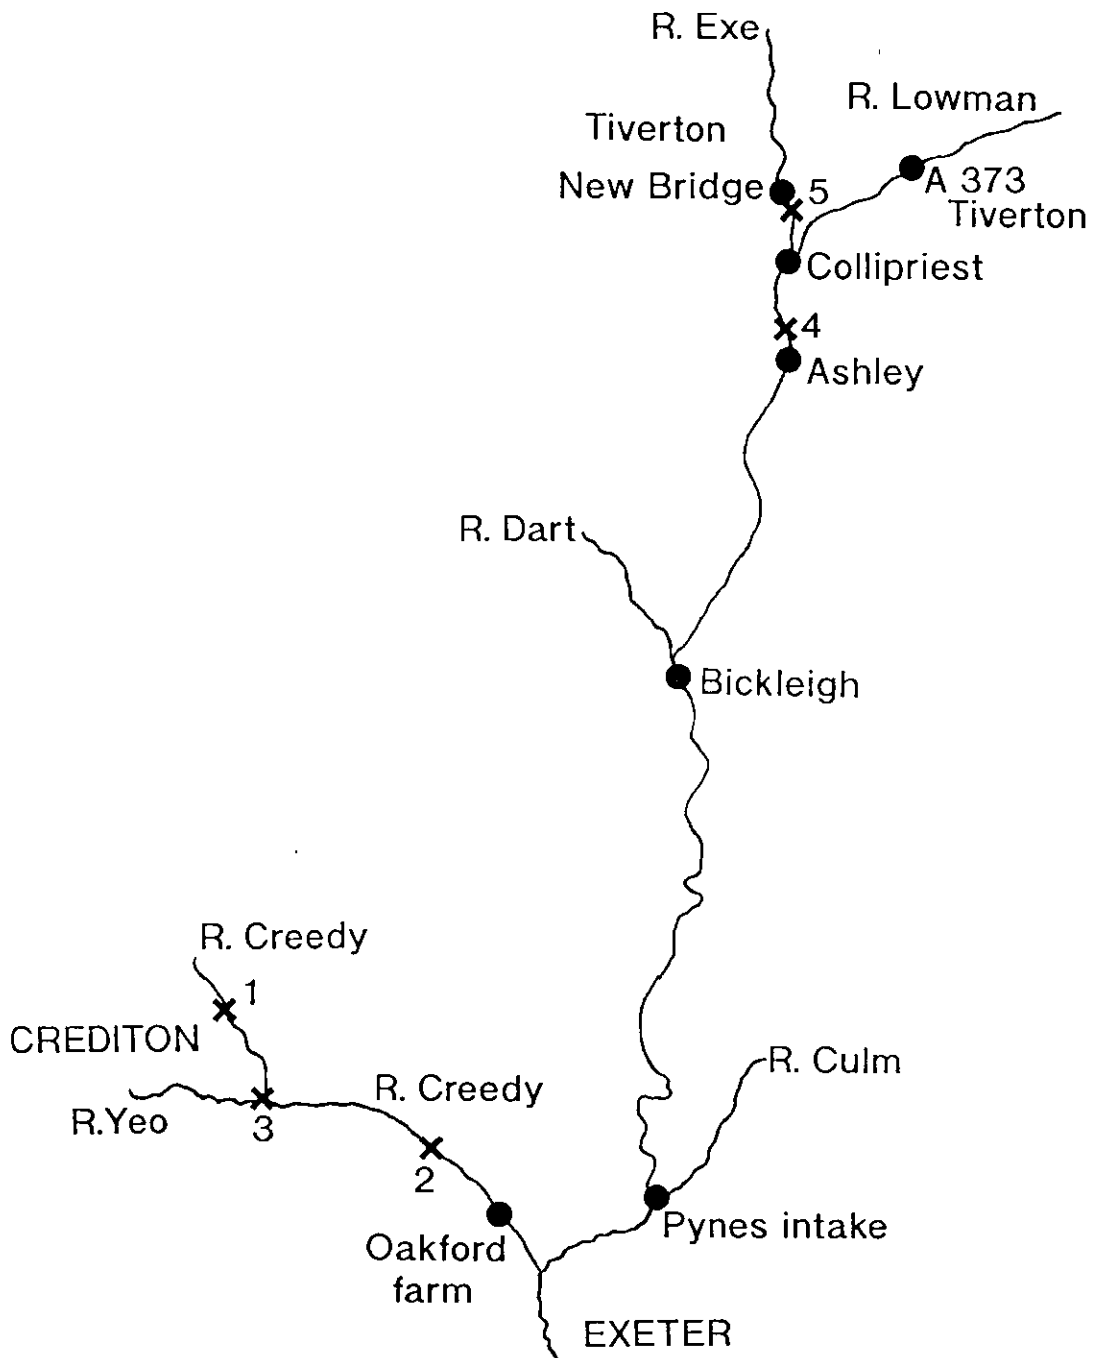 R. Exe
R. Lowman
Tiverton
New Bridge
5
A 373
Tiverton
Collipriest
4
Ashley
R. Dart
Bickleigh
R. Creedy
1
CREDITON
R. Culm
R. Creedy
R.Yeo
3
2
Pynes intake
Oakford
farm
EXETER